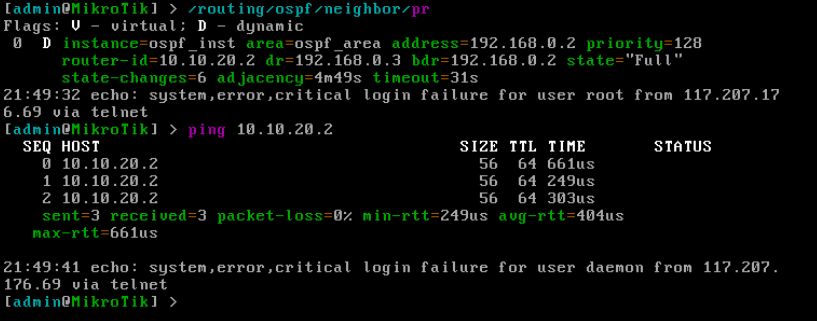 [admin@MikroTik] > /routing/ospf/neighbor/pr
Flags: V - virtual; D - dynamic
 0  D instance=ospf_inst area=ospf_area address=192.168.0.2 priority=128
      router-id=10.10.20.2 dr=192.168.0.3 bdr=192.168.0.2 state="Full"
      state-changes=6 adjacency=4m49s timeout=31s
21:49:32 echo: system,error,critical login failure for user root from 117.207.17
6.69 via telnet
[admin@MikroTik] > ping 10.10.20.2
  SEQ HOST                                     SIZE TTL TIME       STATUS
    0 10.10.20.2                                 56  64 661us
    1 10.10.20.2                                 56  64 249us
    2 10.10.20.2                                 56  64 303us
    sent=3 received=3 packet-loss=0% min-rtt=249us avg-rtt=404us
   max-rtt=661us
21:49:41 echo: system,error,critical login failure for user daemon from 117.207.
176.69 via telnet
[admin@MikroTik] >